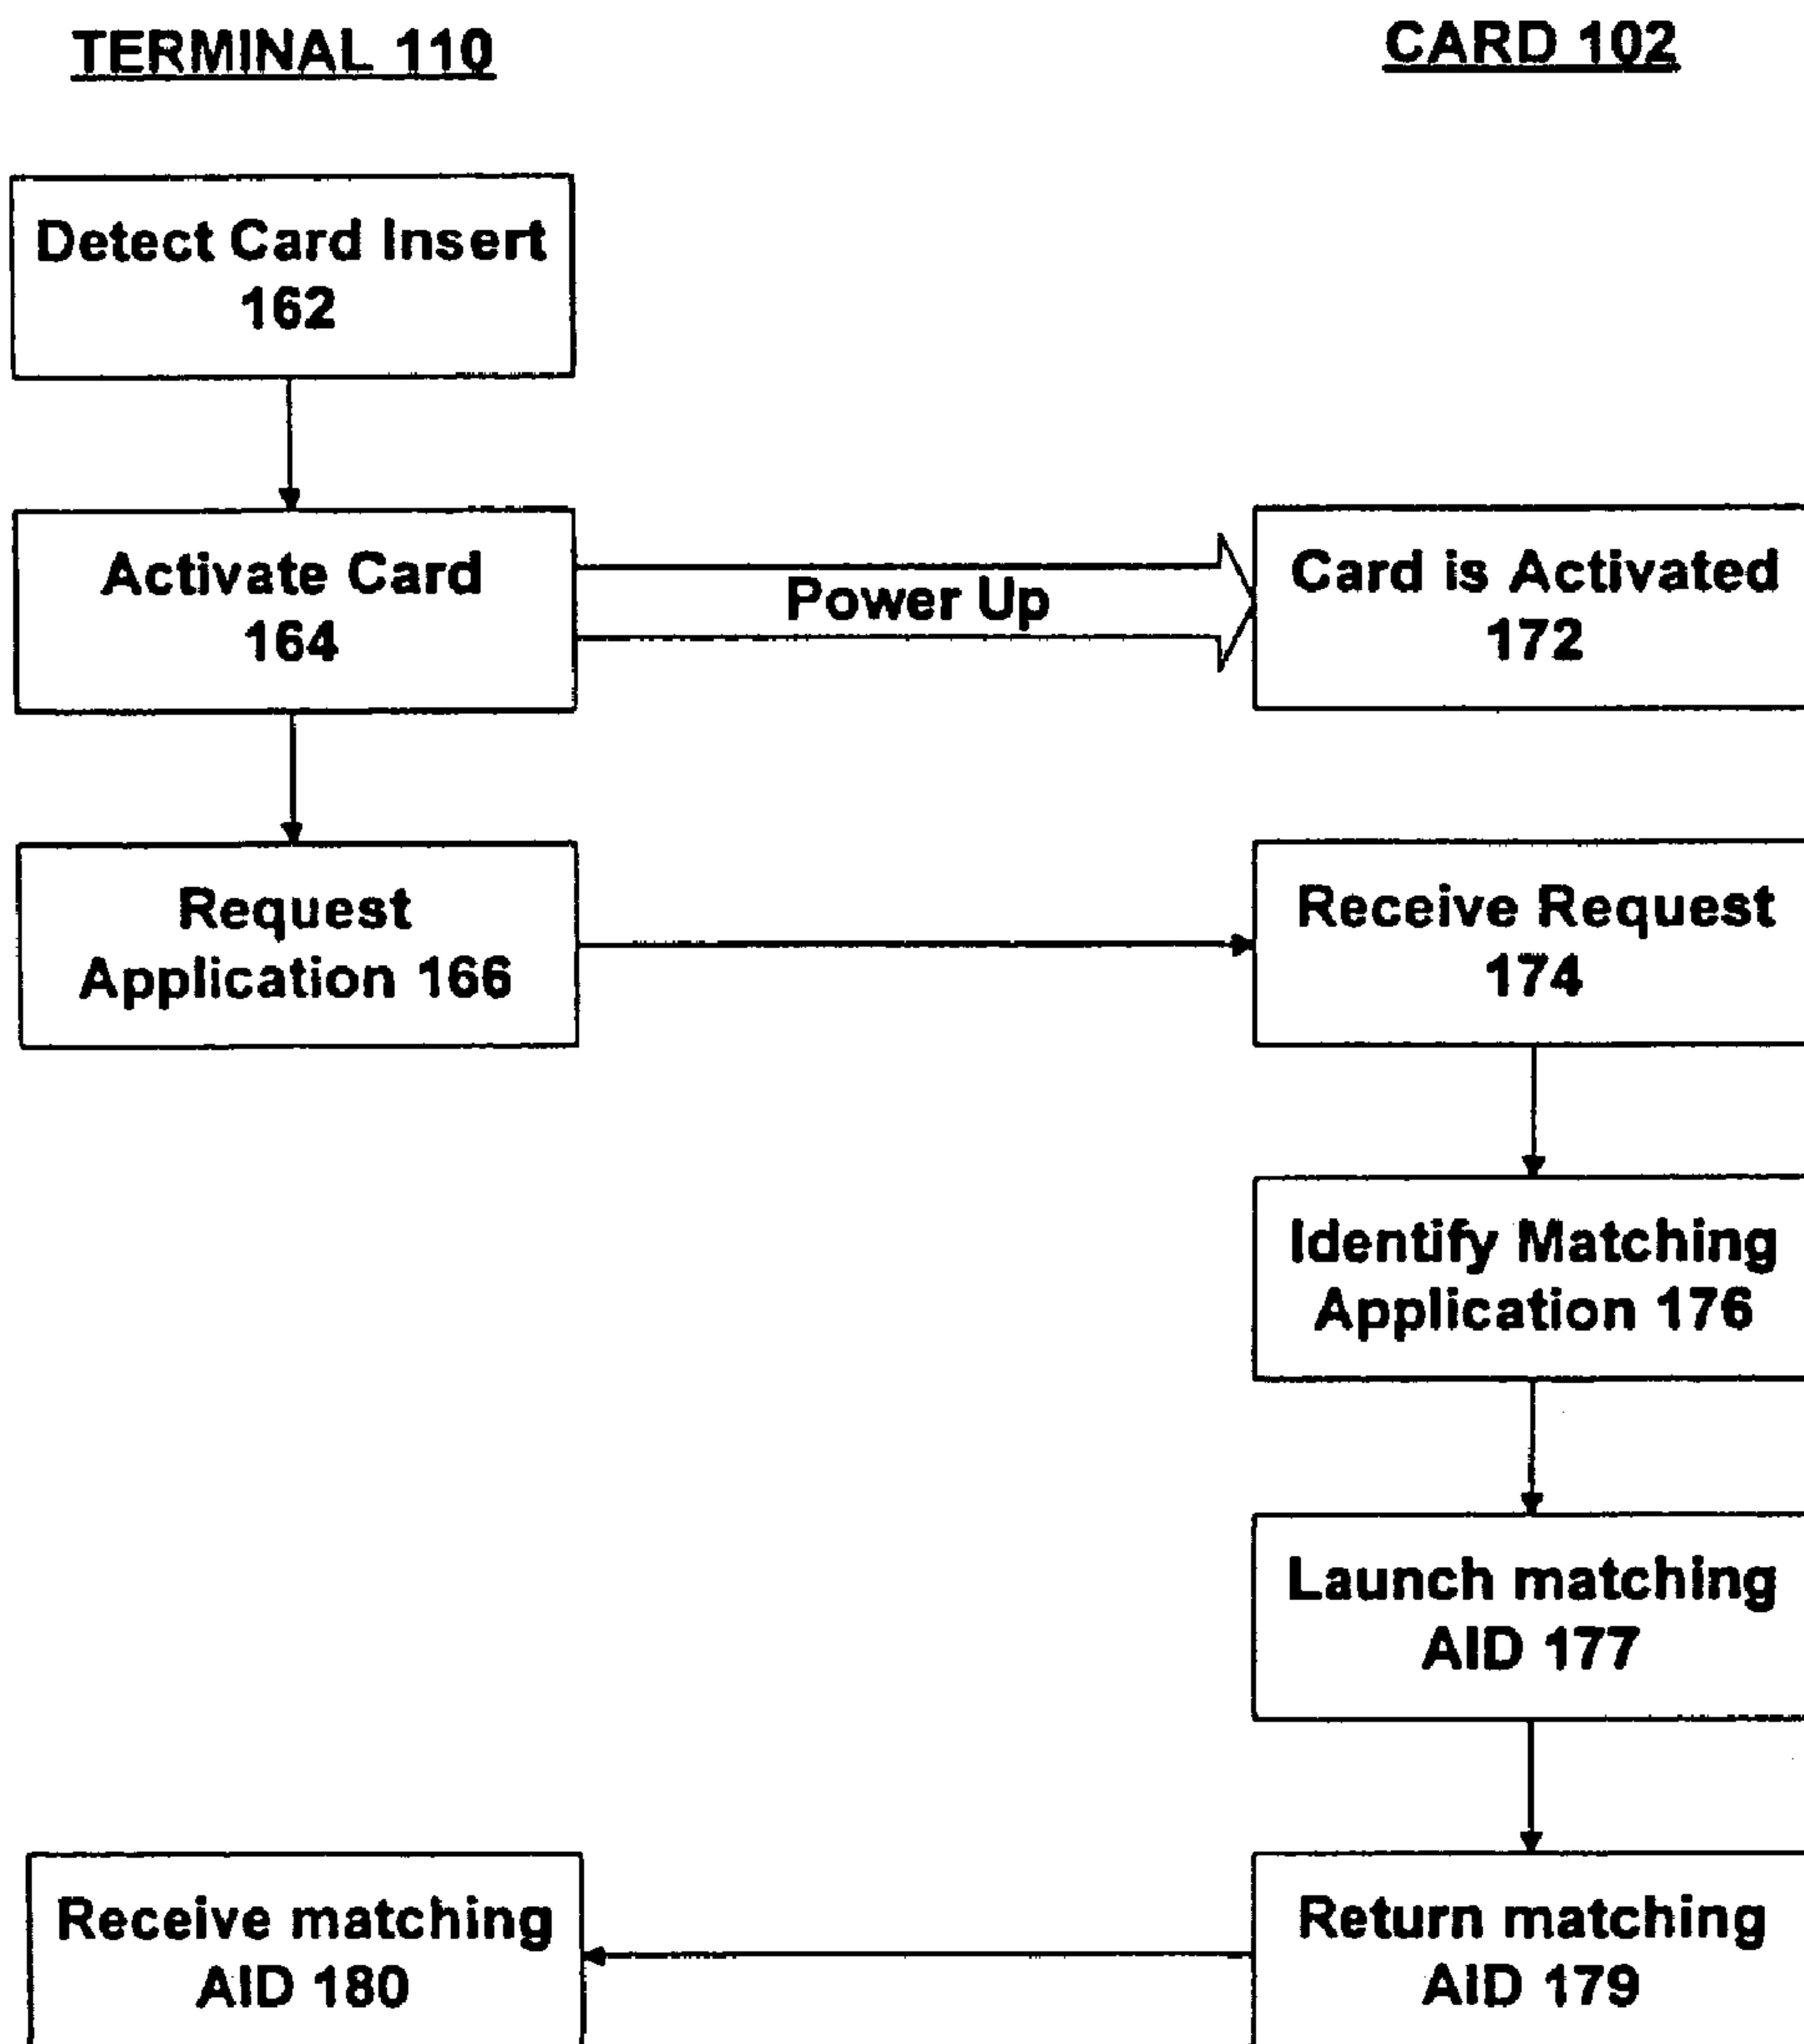 TERMINAL 110
CARD 102
Detect Card Insert
162
Activate Card
164
Power Up
Card is Activated
172
Request
Application 166
Receive Request
174
Identify Matching
Application 176
Launch matching
AID 177
Receive matching
AID 180
Return matching
AID 179